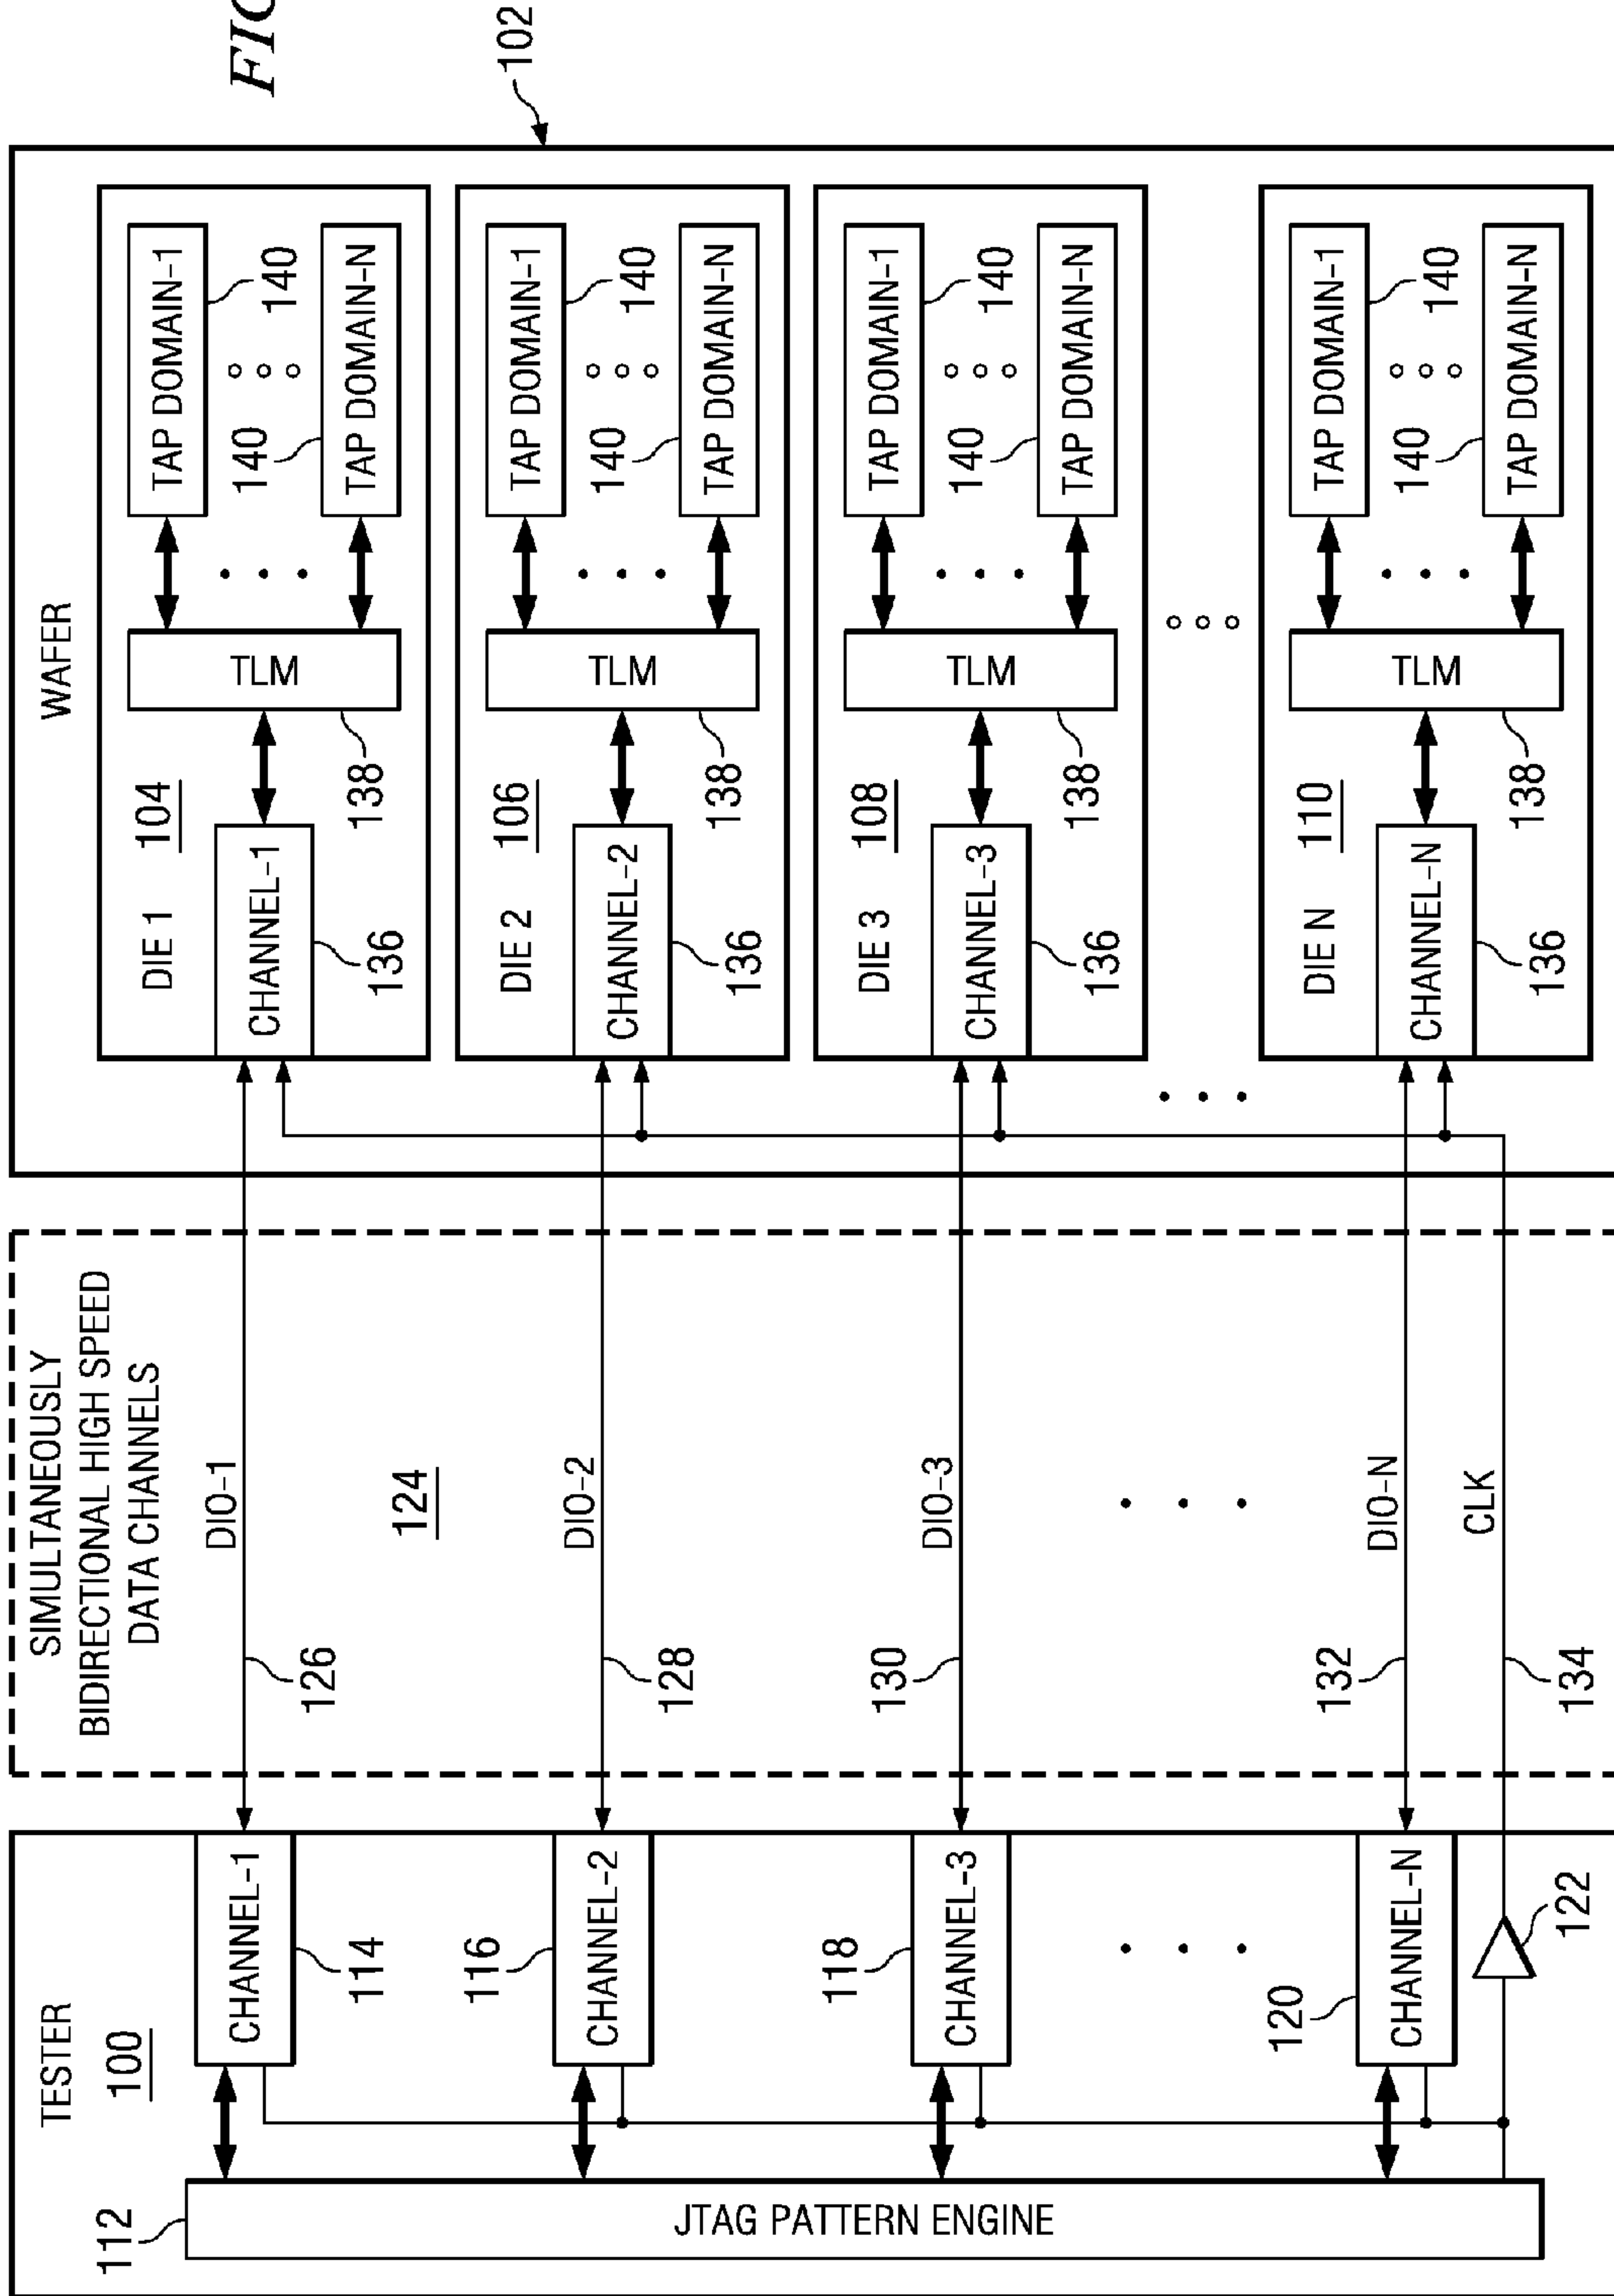 FIG
102
WAFER
DIE 1
104
CHANNEL-1
136
TLM
138
TAP DOMAIN-1
140
140
TAP DOMAIN-N
DIE 2
106
CHANNEL-2
136
TLM
138
TAP DOMAIN-1
140
140
TAP DOMAIN-N
DIE 3
108
CHANNEL-3
136
TLM
138
TAP DOMAIN-1
140
140
TAP DOMAIN-N
DIE N
110
CHANNEL-N
136
TLM
138
TAP DOMAIN-1
140
140
TAP DOMAIN-N
SIMULTANEOUSLY
BIDIRECTIONAL HIGH SPEED
DATA CHANNELS
DIO-1
126
124
DIO-2
128
DIO-3
130
DIO-N
132
CLK
134
TESTER
100
CHANNEL-1
114
CHANNEL-2
116
CHANNEL-3
118
CHANNEL-N
120
122
112
JTAG PATTERN ENGINE